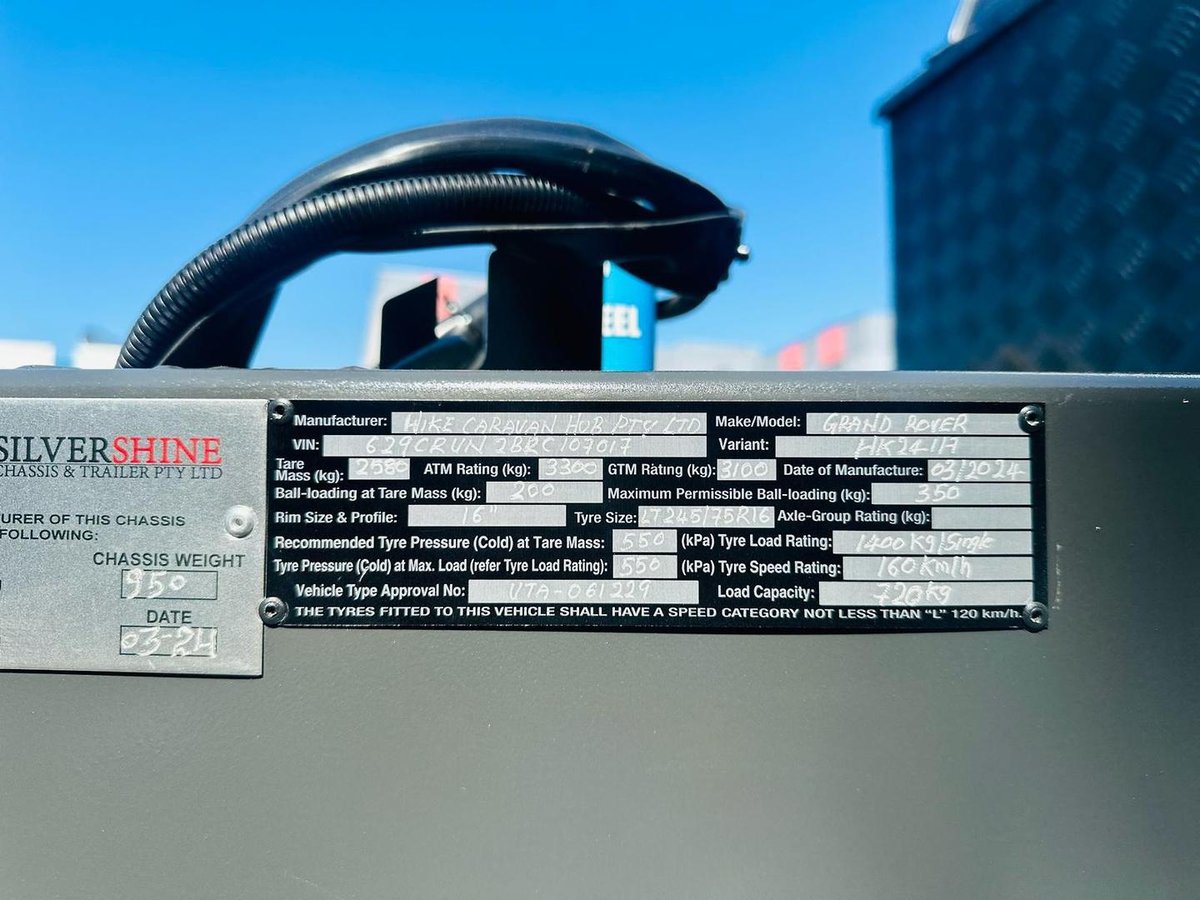 EEL
SILVERSHINE
CHASSIS & TRAILER PTY LTD
URER OF THIS CHASSIS
FOLLOWING:
CHASSIS WEIGHT
950
DATE
03-24
Manufacturer: HIKE CARAVAN HUB PTY LTD Make/Model: GRAND ROVER
VIN: 629CRUN2BRC107017 Variant: HK241H
Tare Mass (kg): 2580 ATM Rating (kg): 3300 GTM Rating (kg): 3100 Date of Manufacture: 03/2024
Ball-loading at Tare Mass (kg): 200 Maximum Permissible Ball-loading (kg): 350
Rim Size & Profile: 16" Tyre Size: LT245/75R16 Axle-Group Rating (kg):
Recommended Tyre Pressure (Cold) at Tare Mass: 550 (kPa) Tyre Load Rating: 1400 Kg/Single
Tyre Pressure (Cold) at Max. Load (refer Tyre Load Rating): 550 (kPa) Tyre Speed Rating: 160 Km/h
Vehicle Type Approval No: VTA-061229 Load Capacity: 720 Kg
THE TYRES FITTED TO THIS VEHICLE SHALL HAVE A SPEED CATEGORY NOT LESS THAN "L" 120 km/h.